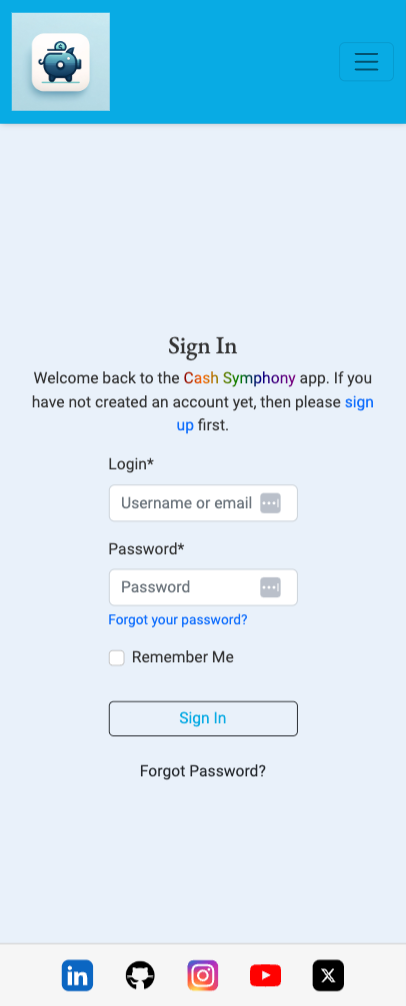 Sign In
Welcome back to the Cash Symphony app. If you
have not created an account yet, then please sign
up first.
Login*
Username or email
Password*
Password
Forgot your password?
Remember Me
Sign In
Forgot Password?
in
X